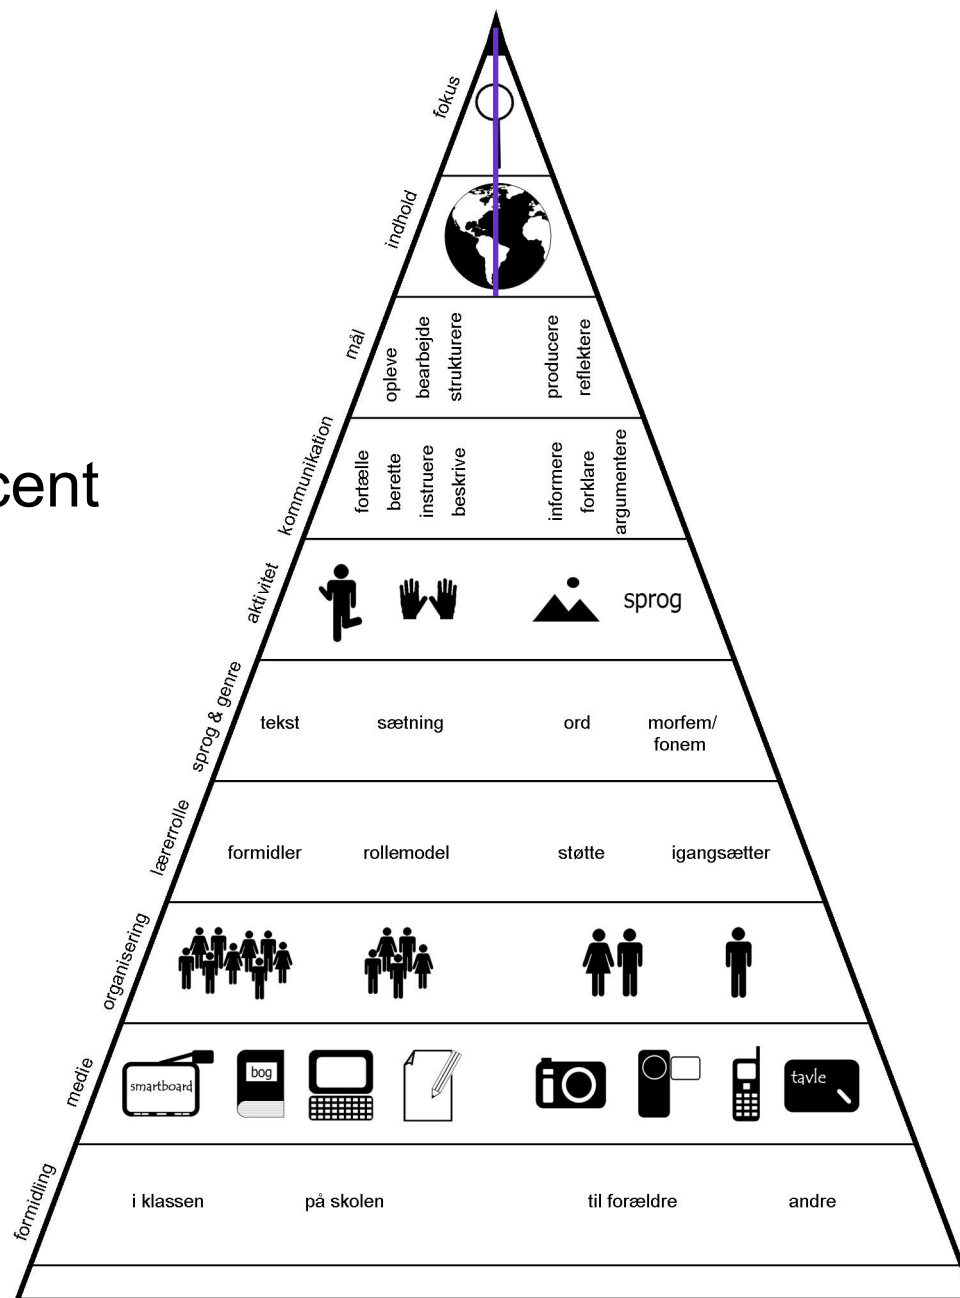 fokus
indhold
mål
opleve
bearbejde
strukturere
producere
reflektere
kommunikation
fortælle
berette
instruere
beskrive
informere
forklare
argumentere
cent
aktivitet
sprog
sprog & genre
tekst
sætning
ord
morfem/
fonem
lærerrolle
formidler
rollemodel
støtte
igangsætter
organisering
medie
smartboard
bog
tavle
formidling
i klassen
på skolen
til forældre
andre